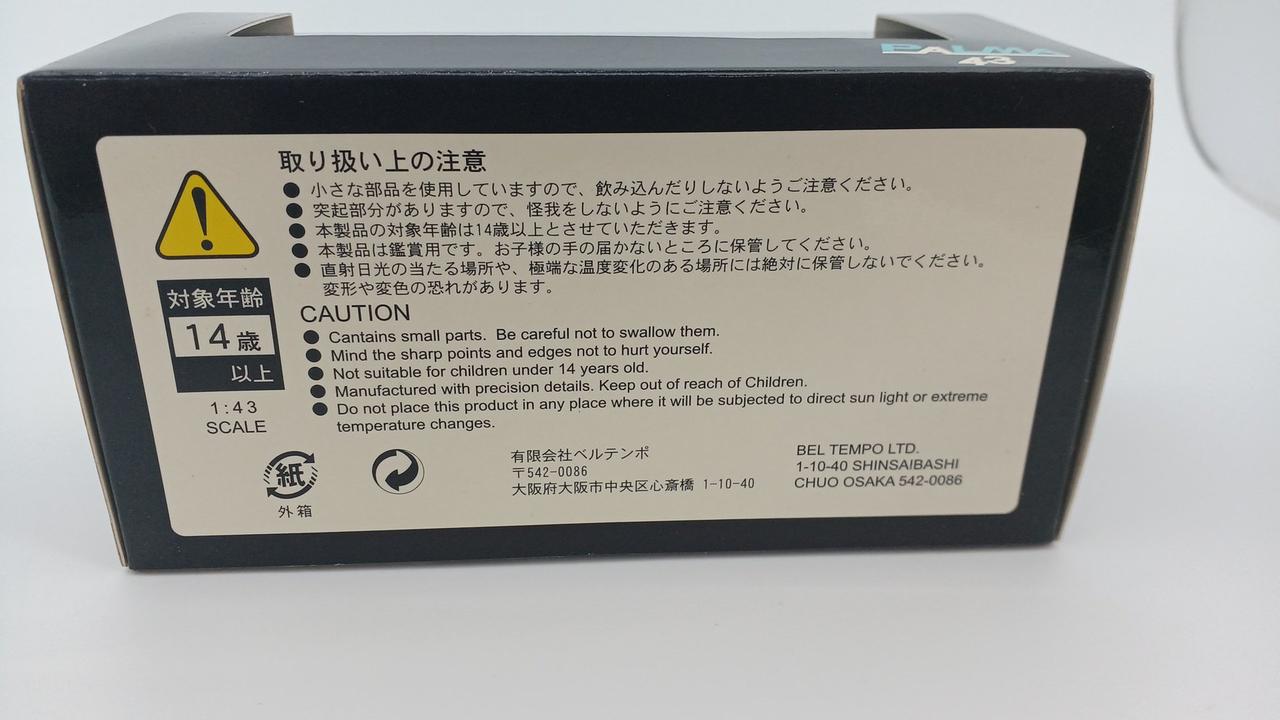 PALMA
43
取り扱い上の注意
● 小さな部品を使用していますので、飲み込んだりしないようご注意ください。
● 突起部分がありますので、怪我をしないようにご注意ください。
● 本製品の対象年齢は14歳以上とさせていただきます。
● 本製品は鑑賞用です。お子様の手の届かないところに保管してください。
● 直射日光の当たる場所や、極端な温度変化のある場所には絶対に保管しないでください。
変形や変色の恐れがあります。
対象年齢
14歳
以上
1:43
SCALE
CAUTION
● Cantains small parts. Be careful not to swallow them.
● Mind the sharp points and edges not to hurt yourself.
● Not suitable for children under 14 years old.
● Manufactured with precision details. Keep out of reach of Children.
● Do not place this product in any place where it will be subjected to direct sun light or extreme
temperature changes.
紙
外箱
有限会社ベルテンポ
〒542-0086
大阪府大阪市中央区心斎橋 1-10-40
BEL TEMPO LTD.
1-10-40 SHINSAIBASHI
CHUO OSAKA 542-0086